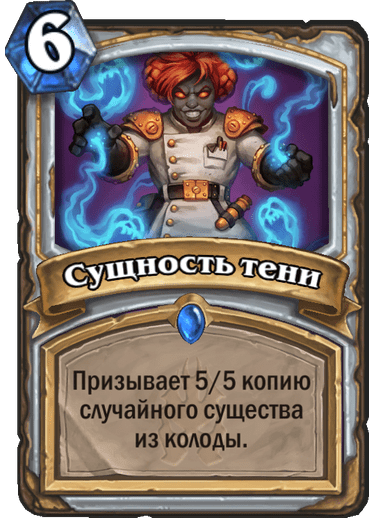 6
Сущность тени
Призывает 5/5 копию
случайного существа
из колоды.